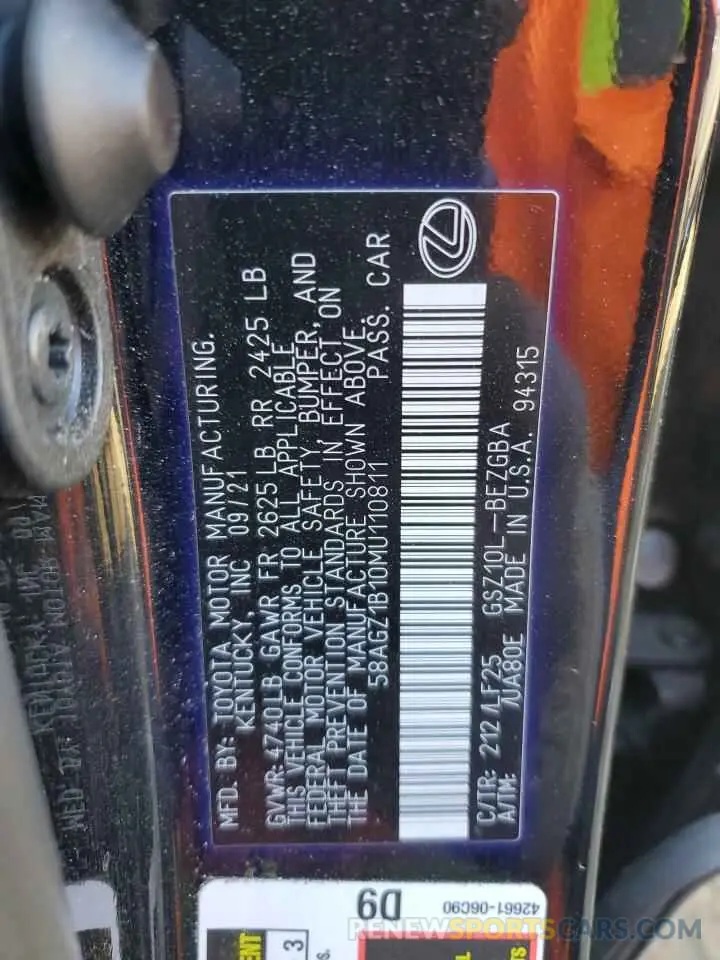 MFD. BY: TOYOTA MOTOR MANUFACTURING,
KENTUCKY, INC 09/21
GVWR: 4740LB GAWR FR 2625 LB RR 2425 LB
THIS VEHICLE CONFORMS TO ALL APPLICABLE
FEDERAL MOTOR VEHICLE SAFETY, BUMPER, AND
THEFT PREVENTION STANDARDS IN EFFECT ON
THE DATE OF MANUFACTURE SHOWN ABOVE.
58AGZ1B10MU110811 PASS. CAR
C/TR: 212 /LF25 GSZ10L-BEZGBA
A/TM: /UA80E MADE IN U.S.A. 94315
D9
42661-06C90
3
RENEWSPORTSCARS.COM